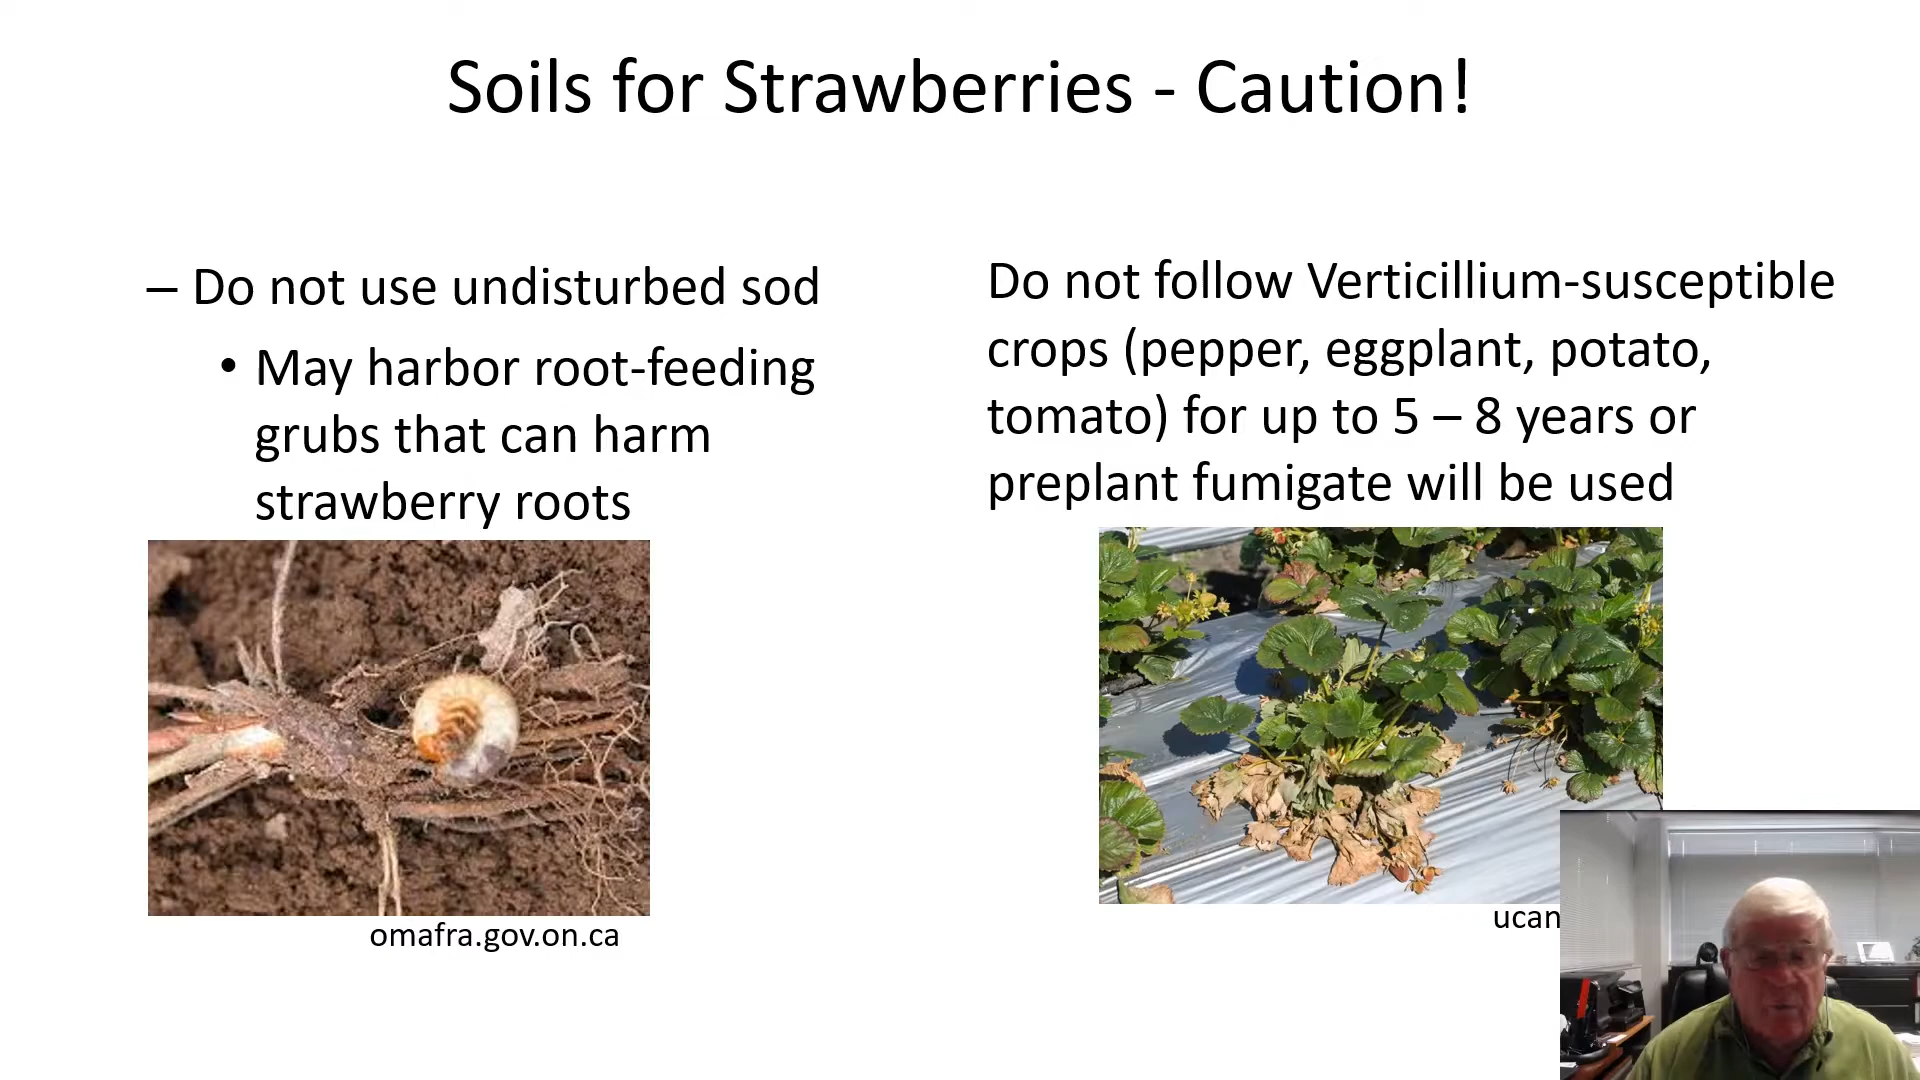 Soils for Strawberries - Caution!
– Do not use undisturbed sod
• May harbor root-feeding
grubs that can harm
strawberry roots
omafra.gov.on.ca
Do not follow Verticillium-susceptible
crops (pepper, eggplant, potato,
tomato) for up to 5 – 8 years or
preplant fumigate will be used